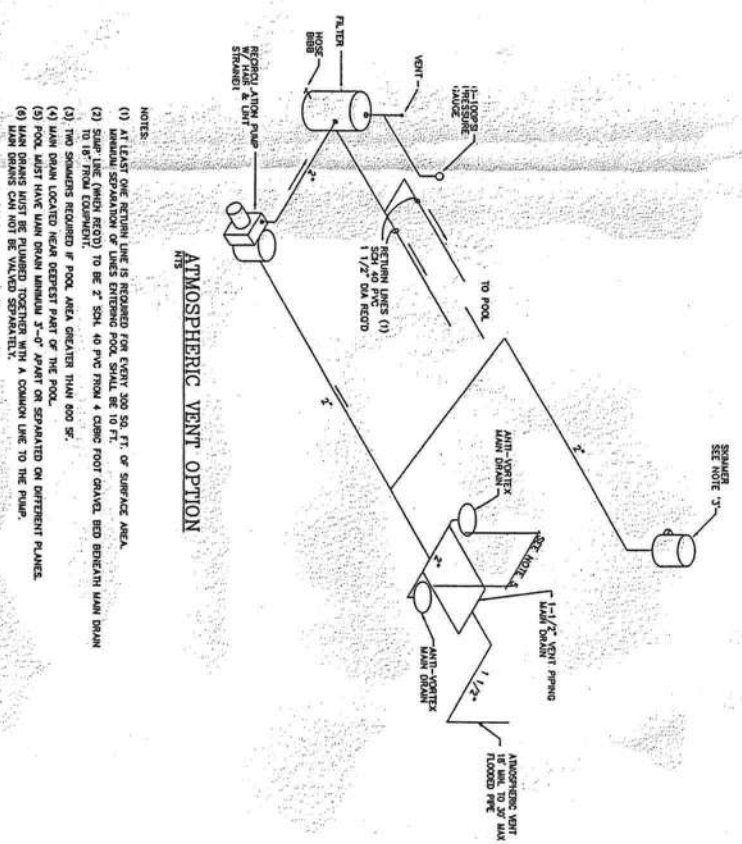 0-100PSI
PRESSURE
GAUGE
VENT
FILTER
HOSE
BIBB
RECIRCULATION PUMP
W/ HAIR & LINT
STRAINER
2"
RETURN LINES (1)
SCH 40 PVC
1 1/2" DIA REQ'D
TO POOL
2"
2"
SKIMMER
SEE NOTE '3'
ANTI-VORTEX
MAIN DRAIN
SEE NOTE 5
2"
1-1/2" VENT PIPING
MAIN DRAIN
ANTI-VORTEX
MAIN DRAIN
1 1/2"
ATMOSPHERIC VENT
18" MIN. TO 30' MAX
FLOODED PIPE
ATMOSPHERIC VENT OPTION
NTS
NOTES:
(1) AT LEAST ONE RETURN LINE IS REQUIRED FOR EVERY 300 SQ. FT. OF SURFACE AREA.
MINIMUM SEPARATION OF LINES ENTERING POOL SHALL BE 10 FT.
(2) SUMP LINE (WHEN REQ'D) TO BE 2" SCH. 40 PVC FROM 4 CUBIC FOOT GRAVEL BED BENEATH MAIN DRAIN
TO 18" FROM EQUIPMENT.
(3) TWO SKIMMERS REQUIRED IF POOL AREA GREATER THAN 800 SF.
(4) MAIN DRAIN LOCATED NEAR DEEPEST PART OF THE POOL.
(5) POOL MUST HAVE MAIN DRAIN MINIMUM 3'-0" APART OR SEPARATED ON DIFFERENT PLANES.
(6) MAIN DRAINS MUST BE PLUMBED TOGETHER WITH A COMMON LINE TO THE PUMP.
MAIN DRAINS CAN NOT BE VALVED SEPARATELY.